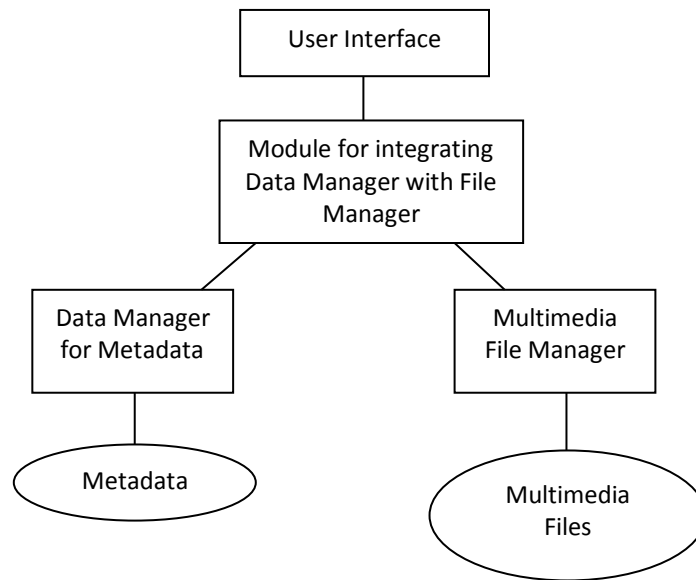 User Interface
Module for integrating
Data Manager with File
Manager
Data Manager
for Metadata
Multimedia
File Manager
Metadata
Multimedia
Files